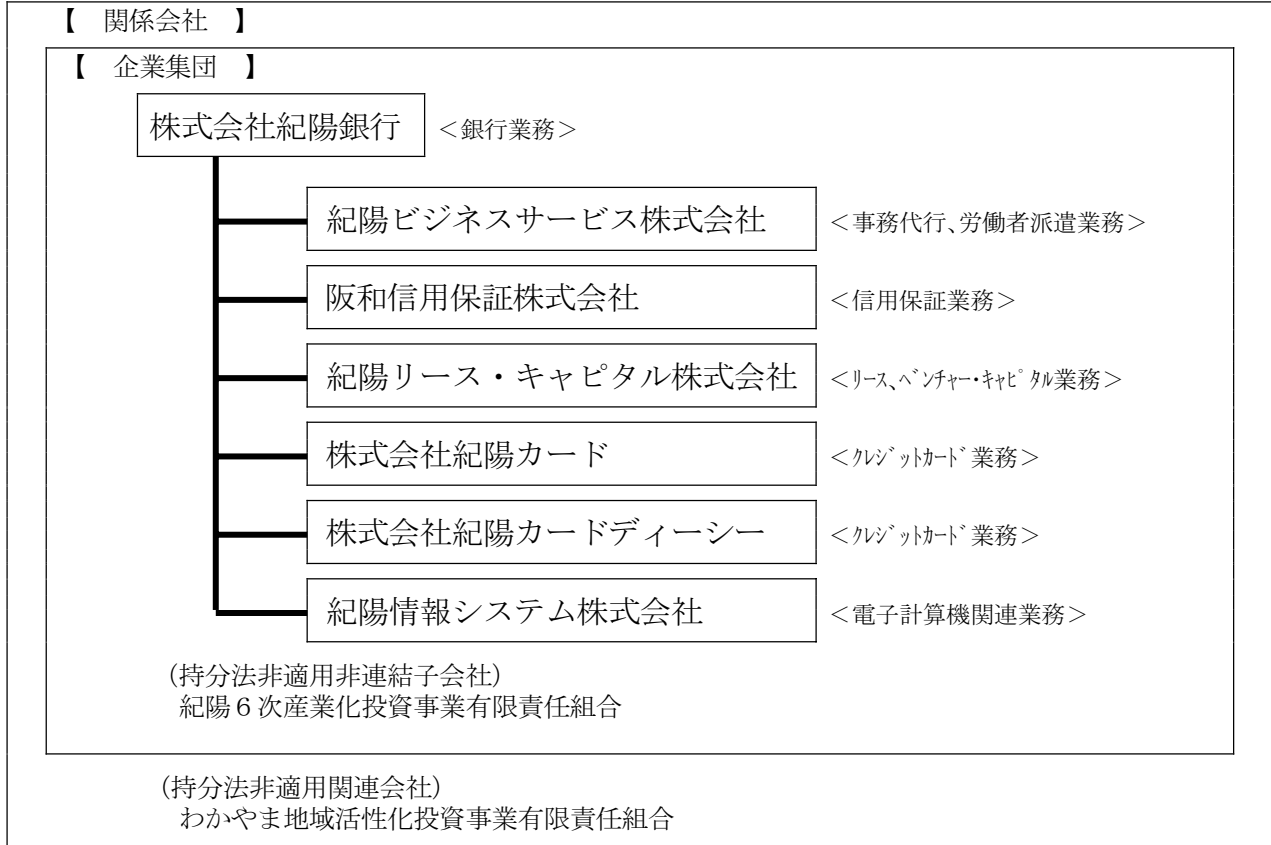 【　関係会社　】
【　企業集団　】
株式会社紀陽銀行 ＜銀行業務＞
紀陽ビジネスサービス株式会社 ＜事務代行、労働者派遣業務＞
阪和信用保証株式会社 ＜信用保証業務＞
紀陽リース・キャピタル株式会社 ＜ﾘｰｽ、ﾍﾞﾝﾁｬｰ・ｷｬﾋﾟﾀﾙ業務＞
株式会社紀陽カード ＜ｸﾚｼﾞｯﾄｶｰﾄﾞ業務＞
株式会社紀陽カードディーシー ＜ｸﾚｼﾞｯﾄｶｰﾄﾞ業務＞
紀陽情報システム株式会社 ＜電子計算機関連業務＞
(持分法非適用非連結子会社)
紀陽６次産業化投資事業有限責任組合
(持分法非適用関連会社)
わかやま地域活性化投資事業有限責任組合